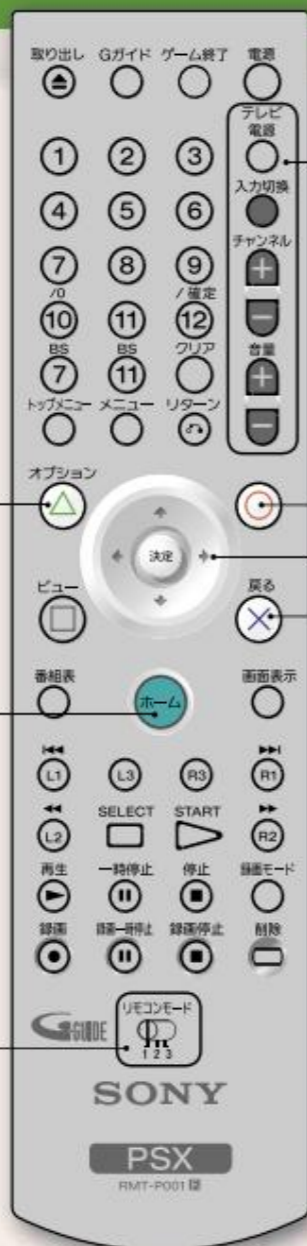 取り出し Gガイド ゲーム終了 電源
テレビ
電源
1 2 3
入力切換
4 5 6
チャンネル
+
7 8 9
/0 /確定
10 11 12
−
BS BS クリア 音量
7 11
+
トップメニュー メニュー リターン
−
オプション
決定
ビュー 戻る
番組表 ホーム 画面表示
L1 L3 R3 R1
SELECT START
L2 R2
再生 一時停止 停止 録画モード
録画 録画一時停止 録画停止 削除
G-GUIDE
リモコンモード
1 2 3
SONY
PSX
RMT-P001